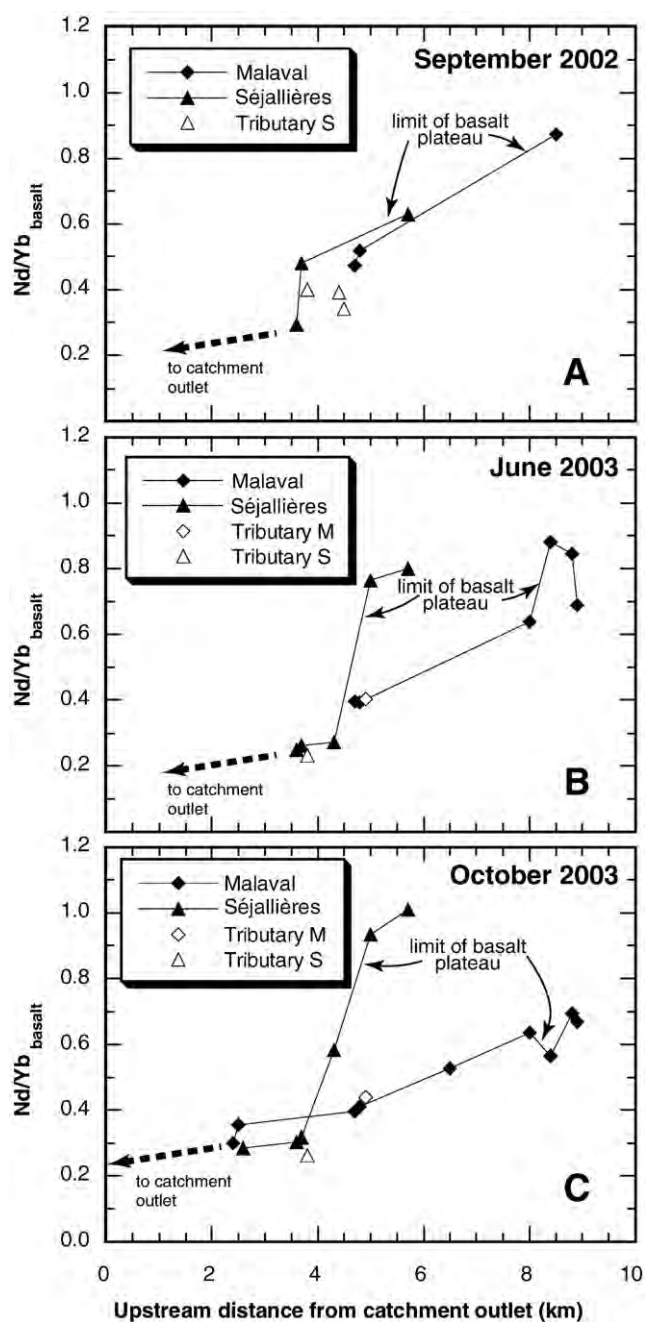 September 2002
Malaval
Séjallières
Tributary S
limit of basalt
plateau
Nd/Yb basalt
1.2
1.0
0.8
0.6
0.4
0.2
to catchment
outlet
A
June 2003
Malaval
Séjallières
Tributary M
Tributary S
limit of basalt
plateau
Nd/Yb basalt
1.2
1.0
0.8
0.6
0.4
0.2
to catchment
outlet
B
October 2003
Malaval
Séjallières
Tributary M
Tributary S
limit of basalt
plateau
Nd/Yb basalt
1.2
1.0
0.8
0.6
0.4
0.2
0.0
to catchment
outlet
C
0 2 4 6 8 10
Upstream distance from catchment outlet (km)